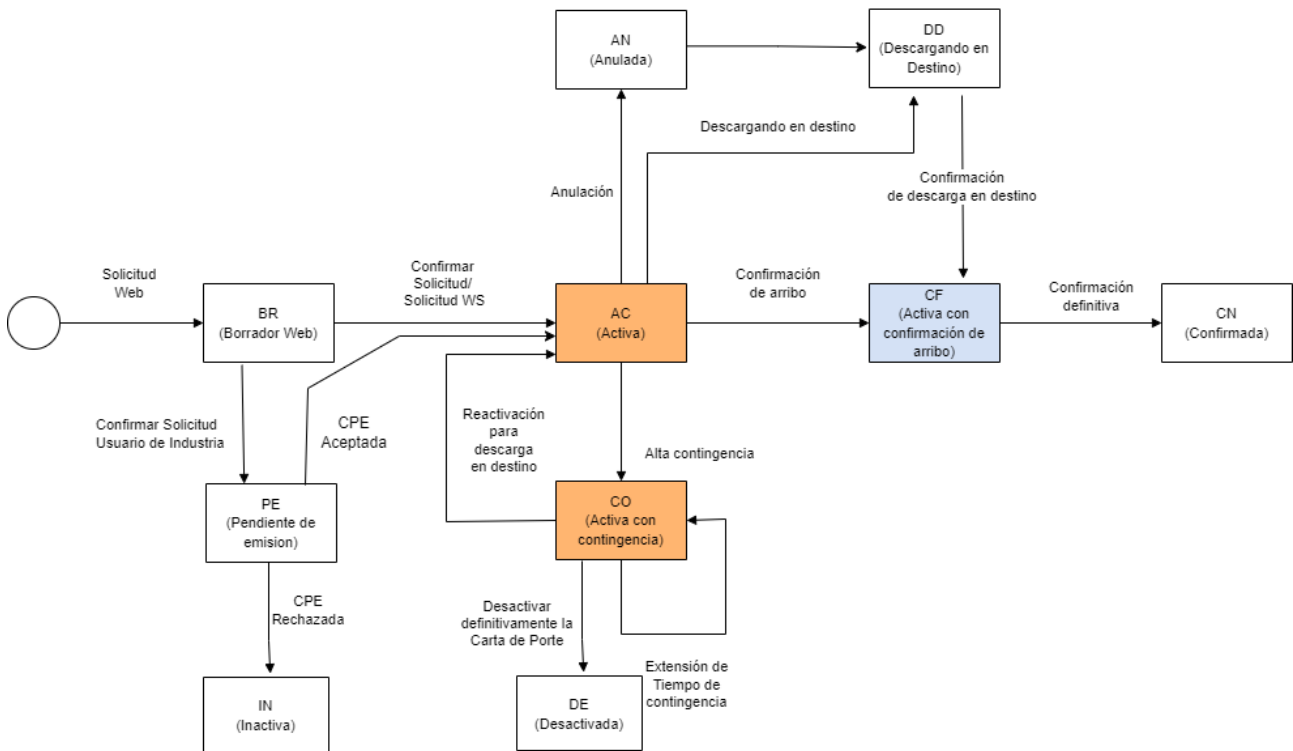 AN
(Anulada)
DD
(Descargando en
Destino)
Descargando en destino
Anulación
Confirmación
de descarga en destino
Solicitud
Web
Confirmar
Solicitud/
Solicitud WS
Confirmación
de arribo
Confirmación
definitiva
BR
(Borrador Web)
AC
(Activa)
CF
(Activa con
confirmación de
arribo)
CN
(Confirmada)
Confirmar Solicitud
Usuario de Industria
CPE
Aceptada
Reactivación
para
descarga
en destino
Alta contingencia
PE
(Pendiente de
emision)
CO
(Activa con
contingencia)
CPE
Rechazada
Desactivar
definitivamente la
Carta de Porte
Extensión de
Tiempo de
contingencia
IN
(Inactiva)
DE
(Desactivada)